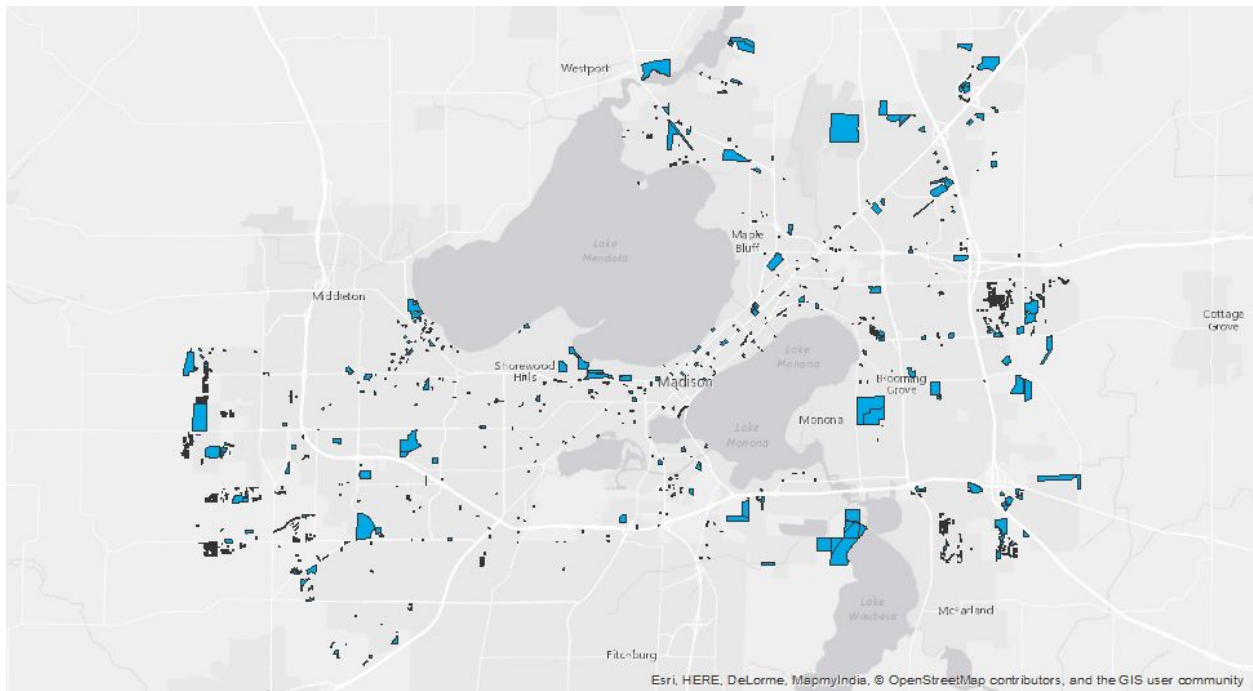 Westport
Maple
Bluff
Lake
Mendota
Middleton
Cottage
Grove
Lake
Monona
Shorewood
Hills
Madison
Blooming
Grove
Monona
Lake
Monona
Lake
Waubesa
McFarland
Fitchburg
Esri, HERE, DeLorme, MapmyIndia, © OpenStreetMap contributors, and the GIS user community